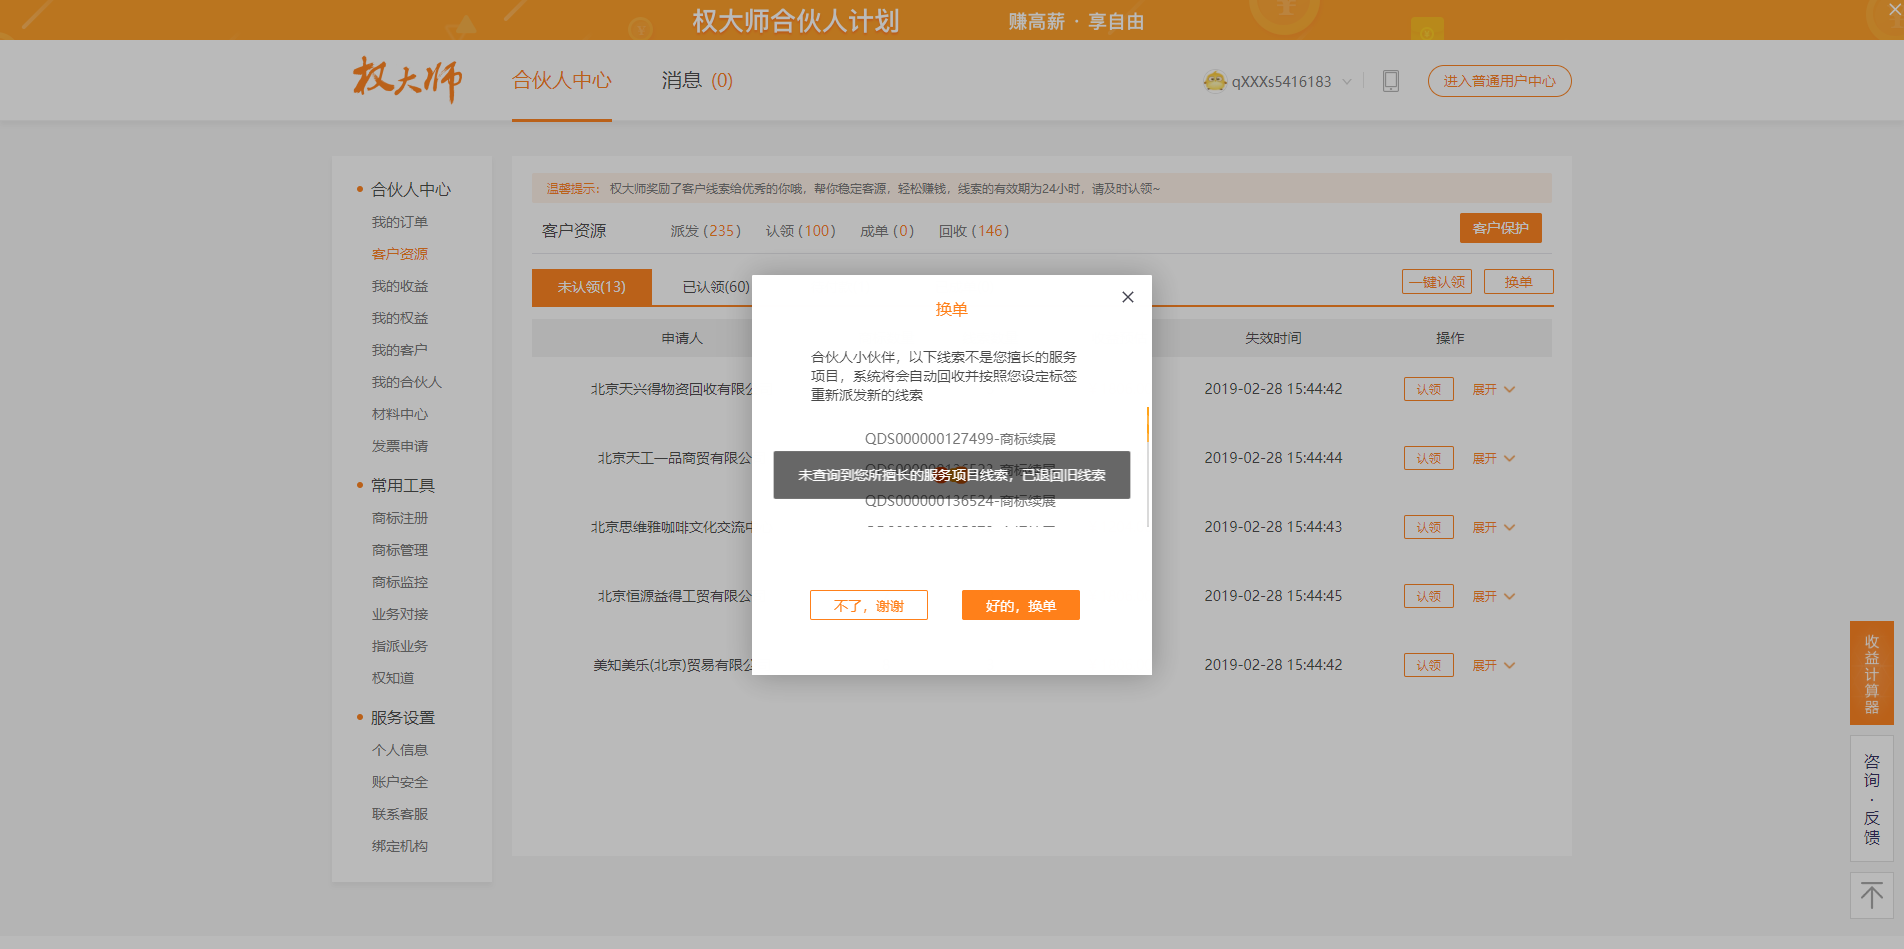 权大师合伙人计划 赚高薪 · 享自由
权大师 合伙人中心 消息 (0) qXXXs5416183 进入普通用户中心
合伙人中心
我的订单
客户资源
我的收益
我的权益
我的客户
我的合伙人
材料中心
发票申请
常用工具
商标注册
商标管理
商标监控
业务对接
指派业务
权知道
服务设置
个人信息
账户安全
联系客服
绑定机构
温馨提示： 权大师奖励了客户线索给优秀的你哦，帮你稳定客源，轻松赚钱，线索的有效期为24小时，请及时认领~
客户资源 派发 (235) 认领 (100) 成单 (0) 回收 (146) 客户保护
未认领(13) 已认领(60) 一键认领 换单
申请人 失效时间 操作
北京天兴得物资回收有限公 2019-02-28 15:44:42 认领 展开
北京天工一品商贸有限公 2019-02-28 15:44:44 认领 展开
北京思维雅咖啡文化交流中 2019-02-28 15:44:43 认领 展开
北京恒源益得工贸有限公 2019-02-28 15:44:45 认领 展开
美知美乐(北京)贸易有限公 2019-02-28 15:44:42 认领 展开
换单
合伙人小伙伴，以下线索不是您擅长的服务
项目，系统将会自动回收并按照您设定标签
重新派发新的线索
QDS000000127499-商标续展
未查询到您所擅长的服务项目线索，已退回旧线索
QDS000000136524-商标续展
不了，谢谢 好的，换单
收益计算器
咨询·反馈